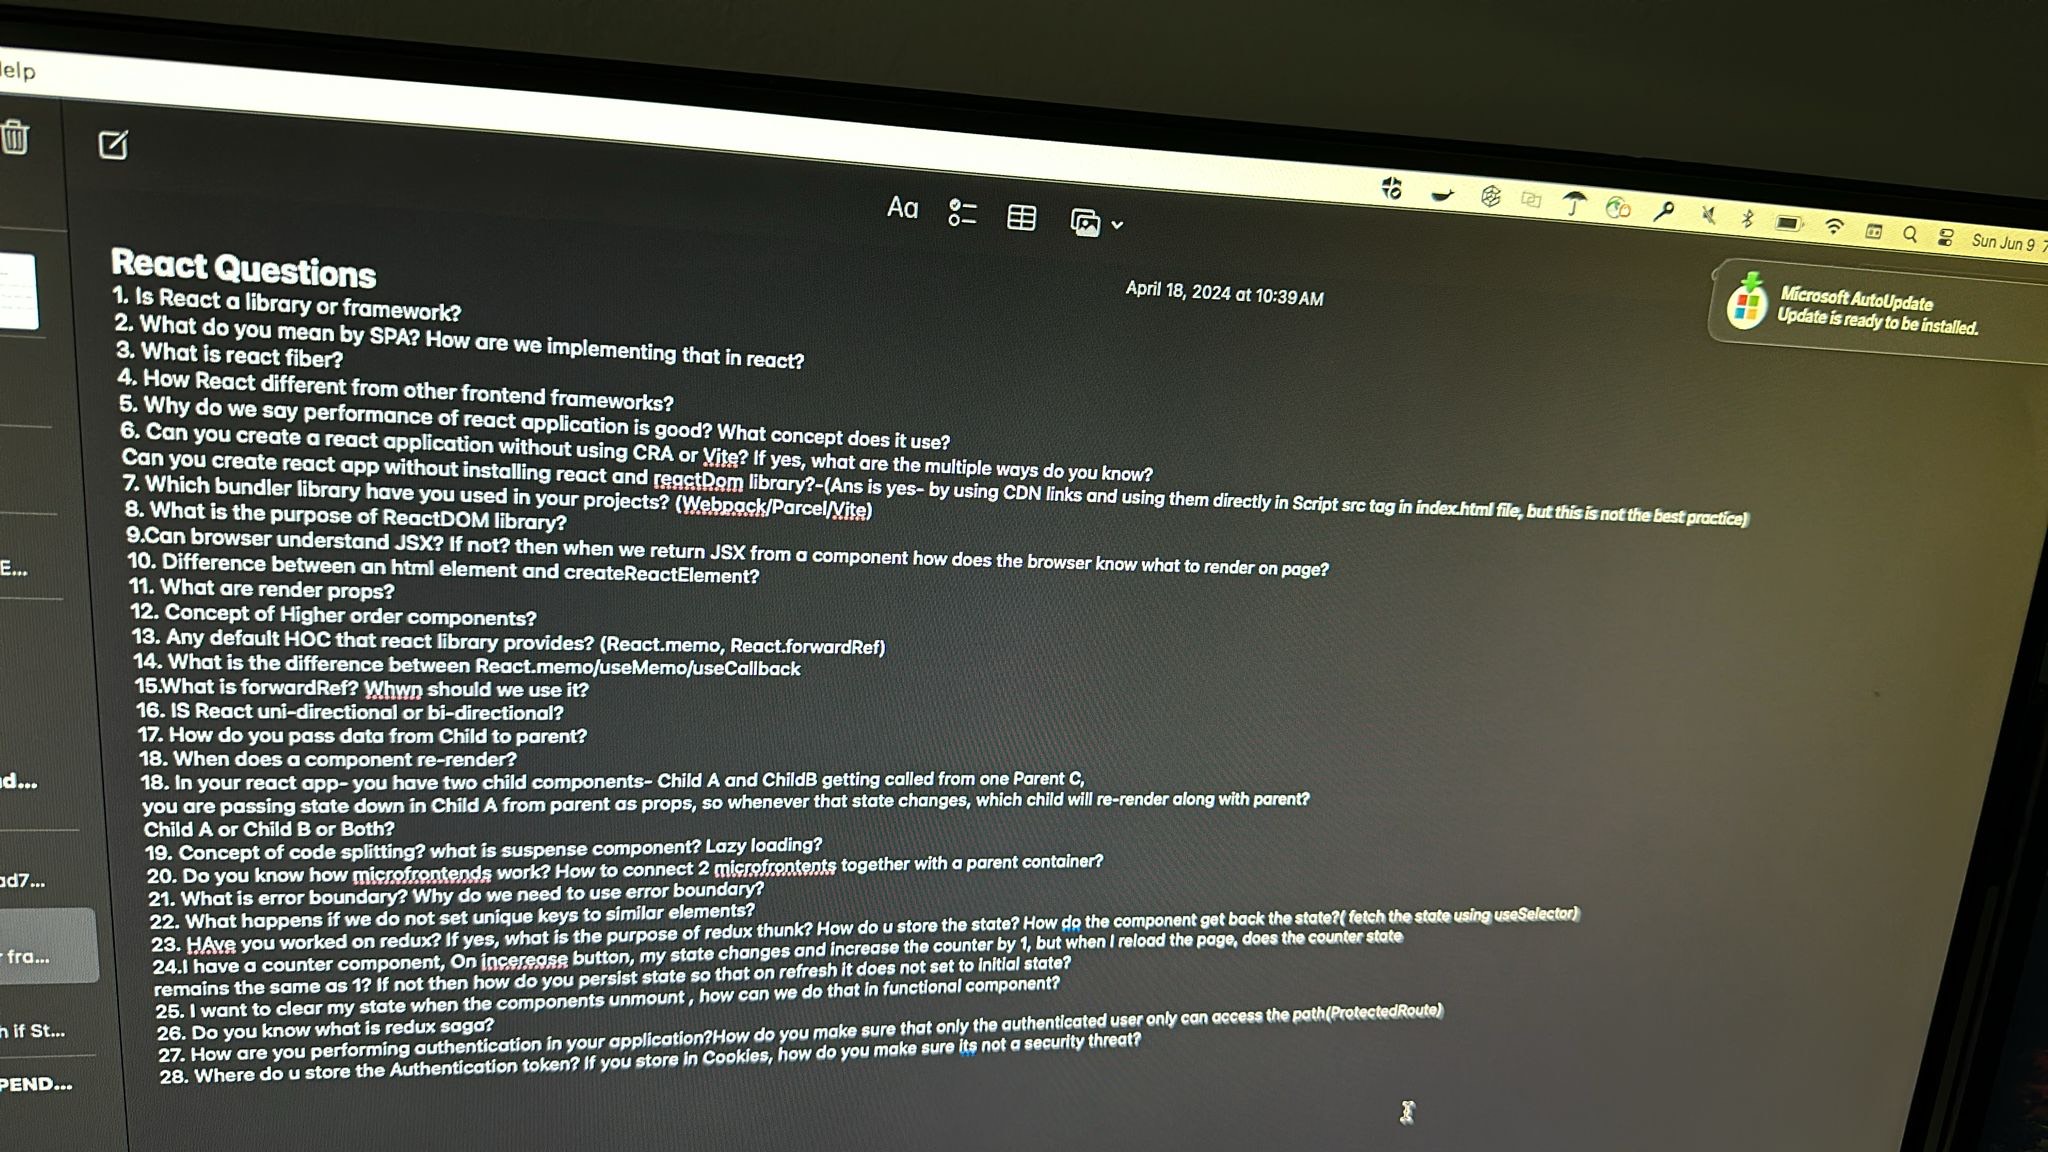 Help
Sun Jun 9 7
Aa
April 18, 2024 at 10:39 AM
Microsoft AutoUpdate
Update is ready to be installed.
React Questions
1. Is React a library or framework?
2. What do you mean by SPA? How are we implementing that in react?
3. What is react fiber?
4. How React different from other frontend frameworks?
5. Why do we say performance of react application is good? What concept does it use?
6. Can you create a react application without using CRA or Vite? If yes, what are the multiple ways do you know?
Can you create react app without installing react and reactDom library?-(Ans is yes- by using CDN links and using them directly in Script src tag in index.html file, but this is not the best practice)
7. Which bundler library have you used in your projects? (Webpack/Parcel/Vite)
8. What is the purpose of ReactDOM library?
9.Can browser understand JSX? If not? then when we return JSX from a component how does the browser know what to render on page?
10. Difference between an html element and createReactElement?
11. What are render props?
12. Concept of Higher order components?
13. Any default HOC that react library provides? (React.memo, React.forwardRef)
14. What is the difference between React.memo/useMemo/useCallback
15.What is forwardRef? Whwn should we use it?
16. IS React uni-directional or bi-directional?
17. How do you pass data from Child to parent?
18. When does a component re-render?
18. In your react app- you have two child components- Child A and ChildB getting called from one Parent C,
you are passing state down in Child A from parent as props, so whenever that state changes, which child will re-render along with parent?
Child A or Child B or Both?
19. Concept of code splitting? what is suspense component? Lazy loading?
20. Do you know how microfrontends work? How to connect 2 microfrontents together with a parent container?
21. What is error boundary? Why do we need to use error boundary?
22. What happens if we do not set unique keys to similar elements?
23. HAve you worked on redux? If yes, what is the purpose of redux thunk? How do u store the state? How do the component get back the state?( fetch the state using useSelector)
24.I have a counter component, On incerease button, my state changes and increase the counter by 1, but when I reload the page, does the counter state
remains the same as 1? If not then how do you persist state so that on refresh it does not set to initial state?
25. I want to clear my state when the components unmount , how can we do that in functional component?
26. Do you know what is redux saga?
27. How are you performing authentication in your application?How do you make sure that only the authenticated user only can access the path(ProtectedRoute)
28. Where do u store the Authentication token? If you store in Cookies, how do you make sure its not a security threat?
E...
d...
ad7...
fra...
h if St...
PEND...